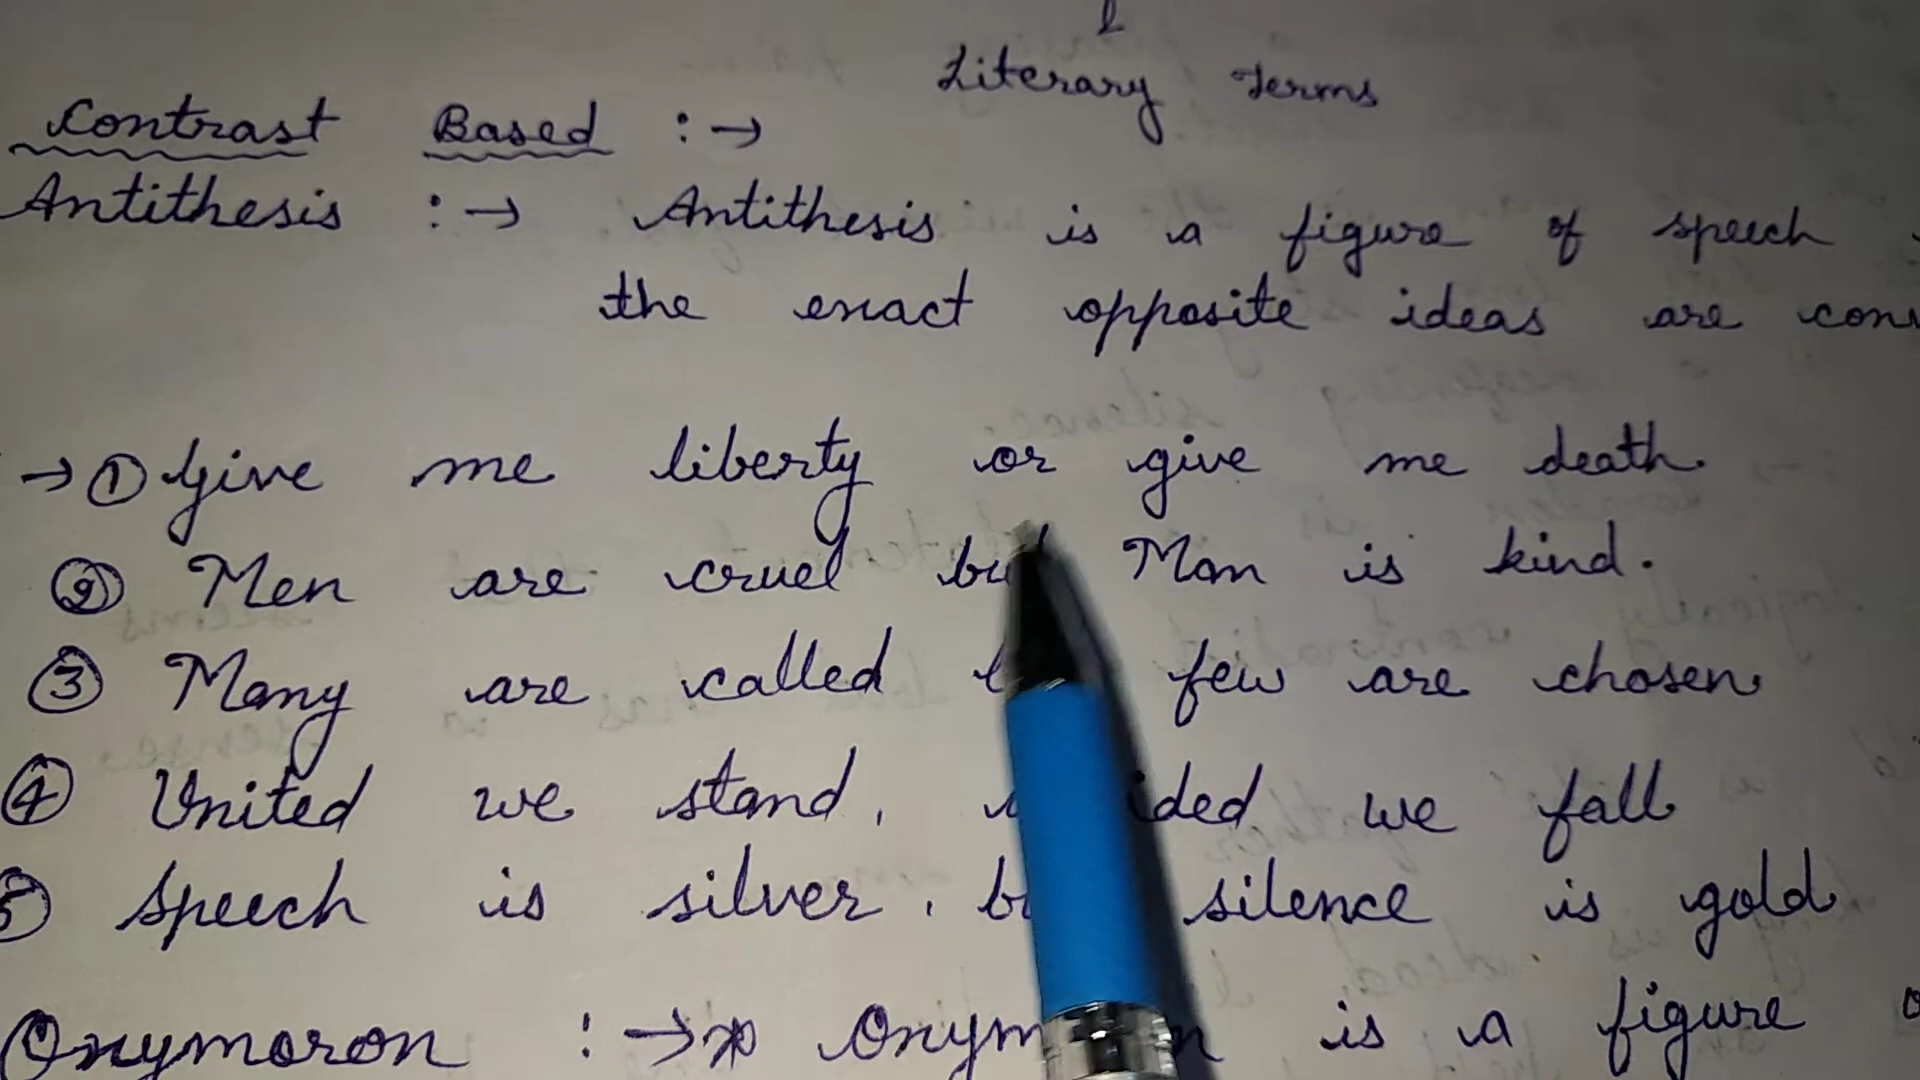 &
Literary Terms
Contrast Based :→
Antithesis :→ Antithesis is a figure of speech
the exact opposite ideas are
→ ① Give me liberty or give me death.
② Men are cruel but Man is kind.
③ Many are called few are chosen
④ United we stand, we fall
⑤ Speech is silver, silence is gold
Oxymoron :→ is a figure